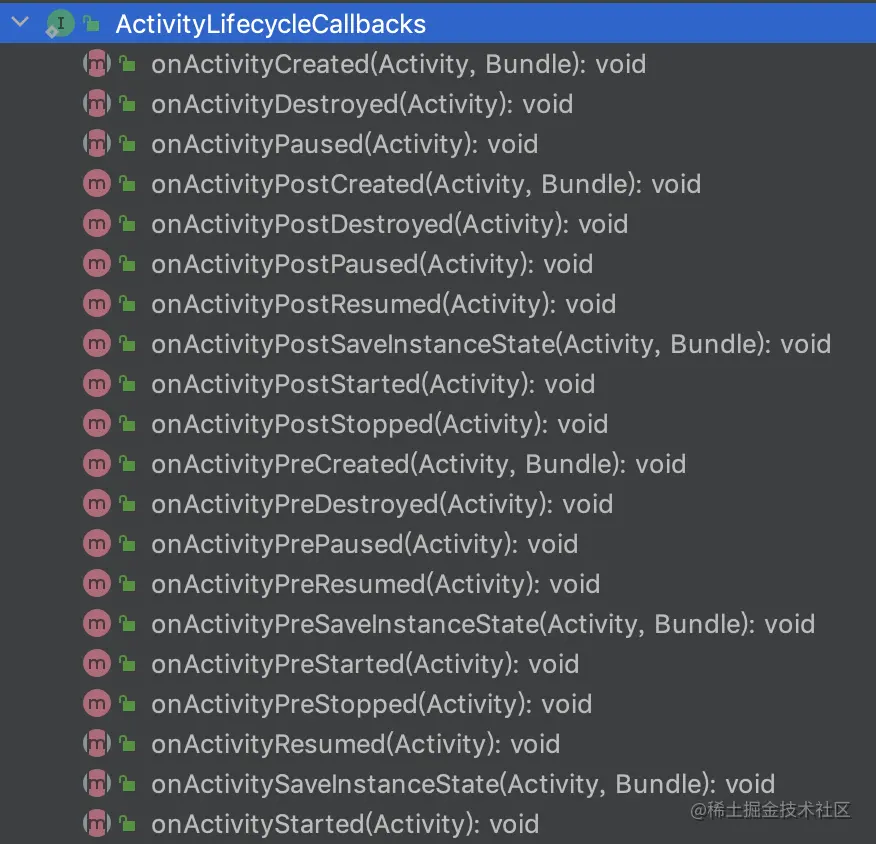 ActivityLifecycleCallbacks
onActivityCreated(Activity, Bundle): void
onActivityDestroyed(Activity): void
onActivityPaused(Activity): void
onActivityPostCreated(Activity, Bundle): void
onActivityPostDestroyed(Activity): void
onActivityPostPaused(Activity): void
onActivityPostResumed(Activity): void
onActivityPostSaveInstanceState(Activity, Bundle): void
onActivityPostStarted(Activity): void
onActivityPostStopped(Activity): void
onActivityPreCreated(Activity, Bundle): void
onActivityPreDestroyed(Activity): void
onActivityPrePaused(Activity): void
onActivityPreResumed(Activity): void
onActivityPreSaveInstanceState(Activity, Bundle): void
onActivityPreStarted(Activity): void
onActivityPreStopped(Activity): void
onActivityResumed(Activity): void
onActivitySaveInstanceState(Activity, Bundle): void
@稀土掘金技术社区
onActivityStarted(Activity): void